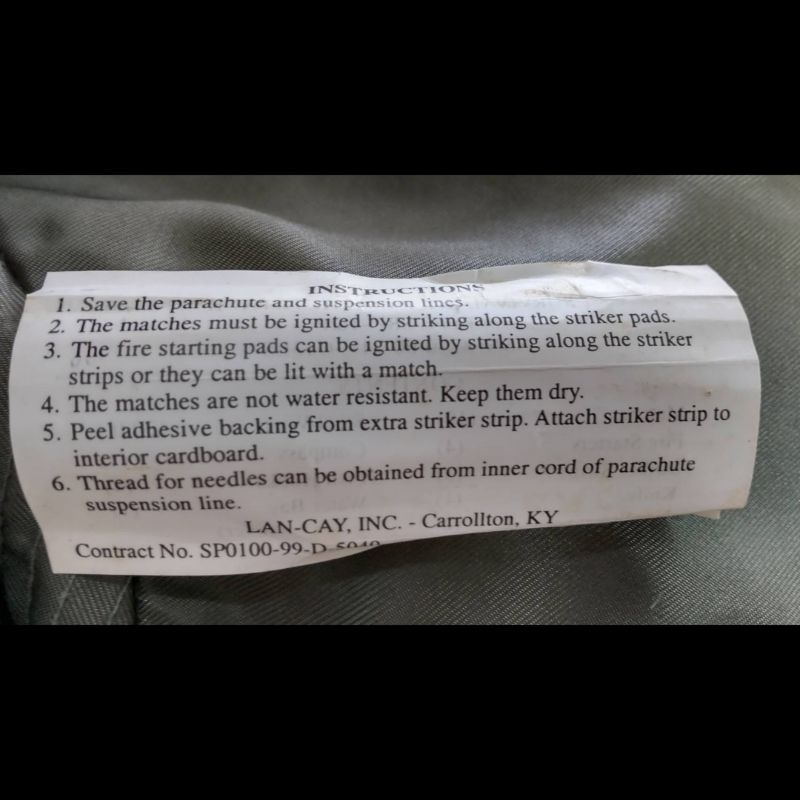 INSTRUCTIONS
1. Save the parachute and suspension lines.
2. The matches must be ignited by striking along the striker pads.
3. The fire starting pads can be ignited by striking along the striker
strips or they can be lit with a match.
4. The matches are not water resistant. Keep them dry.
5. Peel adhesive backing from extra striker strip. Attach striker strip to
interior cardboard.
6. Thread for needles can be obtained from inner cord of parachute
suspension line.
LAN-CAY, INC. - Carrollton, KY
Contract No. SP0100-99-D-5040